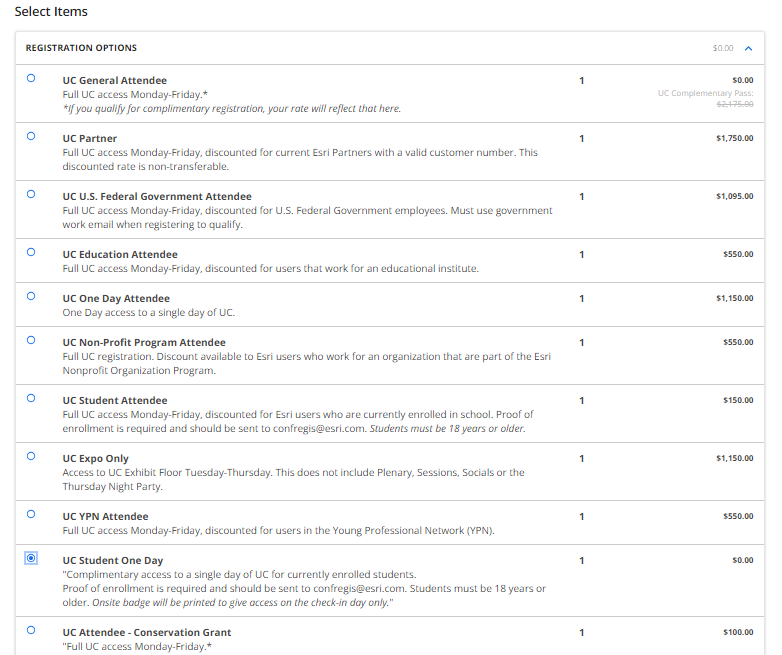 Select Items
REGISTRATION OPTIONS
$0.00
UC General Attendee
1
$0.00
Full UC access Monday-Friday.*
UC Complementary Pass:
*If you qualify for complimentary registration, your rate will reflect that here.
$2,175.00
UC Partner
1
$1,750.00
Full UC access Monday-Friday, discounted for current Esri Partners with a valid customer number. This
discounted rate is non-transferable.
UC U.S. Federal Government Attendee
1
$1,095.00
Full UC access Monday-Friday, discounted for U.S. Federal Government employees. Must use government
work email when registering to qualify.
UC Education Attendee
1
$550.00
Full UC access Monday-Friday, discounted for users that work for an educational institute.
UC One Day Attendee
1
$1,150.00
One Day access to a single day of UC.
UC Non-Profit Program Attendee
1
$550.00
Full UC registration. Discount available to Esri users who work for an organization that are part of the Esri
Nonprofit Organization Program.
UC Student Attendee
1
$150.00
Full UC access Monday-Friday, discounted for Esri users who are currently enrolled in school. Proof of
enrollment is required and should be sent to confregis@esri.com. Students must be 18 years or older.
UC Expo Only
1
$1,150.00
Access to UC Exhibit Floor Tuesday-Thursday. This does not include Plenary, Sessions, Socials or the
Thursday Night Party.
UC YPN Attendee
1
$550.00
Full UC access Monday-Friday, discounted for users in the Young Professional Network (YPN).
UC Student One Day
1
$0.00
"Complimentary access to a single day of UC for currently enrolled students.
Proof of enrollment is required and should be sent to confregis@esri.com. Students must be 18 years or
older. Onsite badge will be printed to give access on the check-in day only."
UC Attendee - Conservation Grant
1
$100.00
"Full UC access Monday-Friday.*